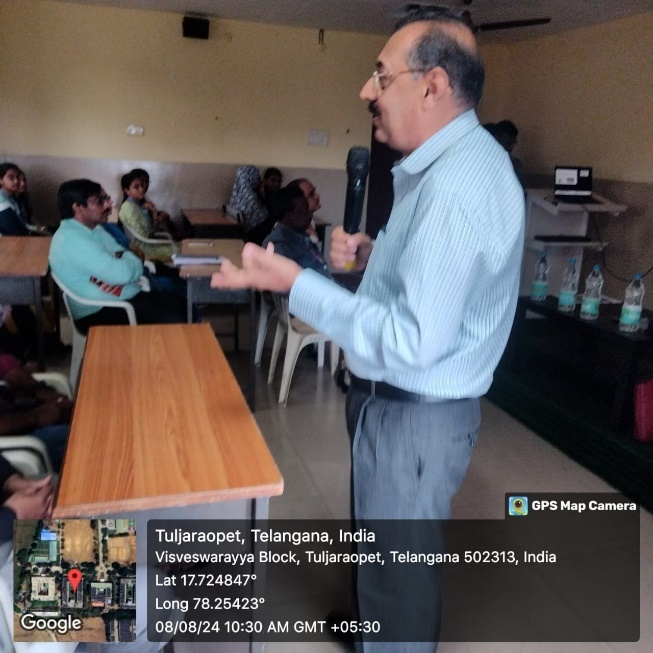 GPS Map Camera
Tuljaraopet, Telangana, India
Visveswarayya Block, Tuljaraopet, Telangana 502313, India
Lat 17.724847°
Long 78.25423°
08/08/24 10:30 AM GMT +05:30
Google